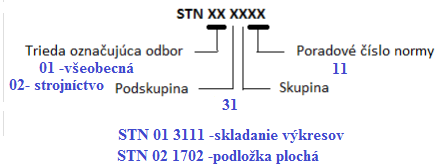 STN XX XXXX
Trieda označujúca odbor
Poradové číslo normy
01 -všeobecná
11
02- strojníctvo
Podskupina
Skupina
31
STN 01 3111 -skladanie výkresov
STN 02 1702 -podložka plochá